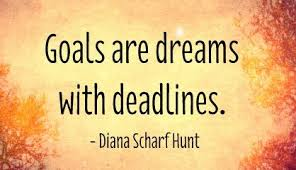 Goals are dreams
with deadlines.
- Diana Scharf Hunt